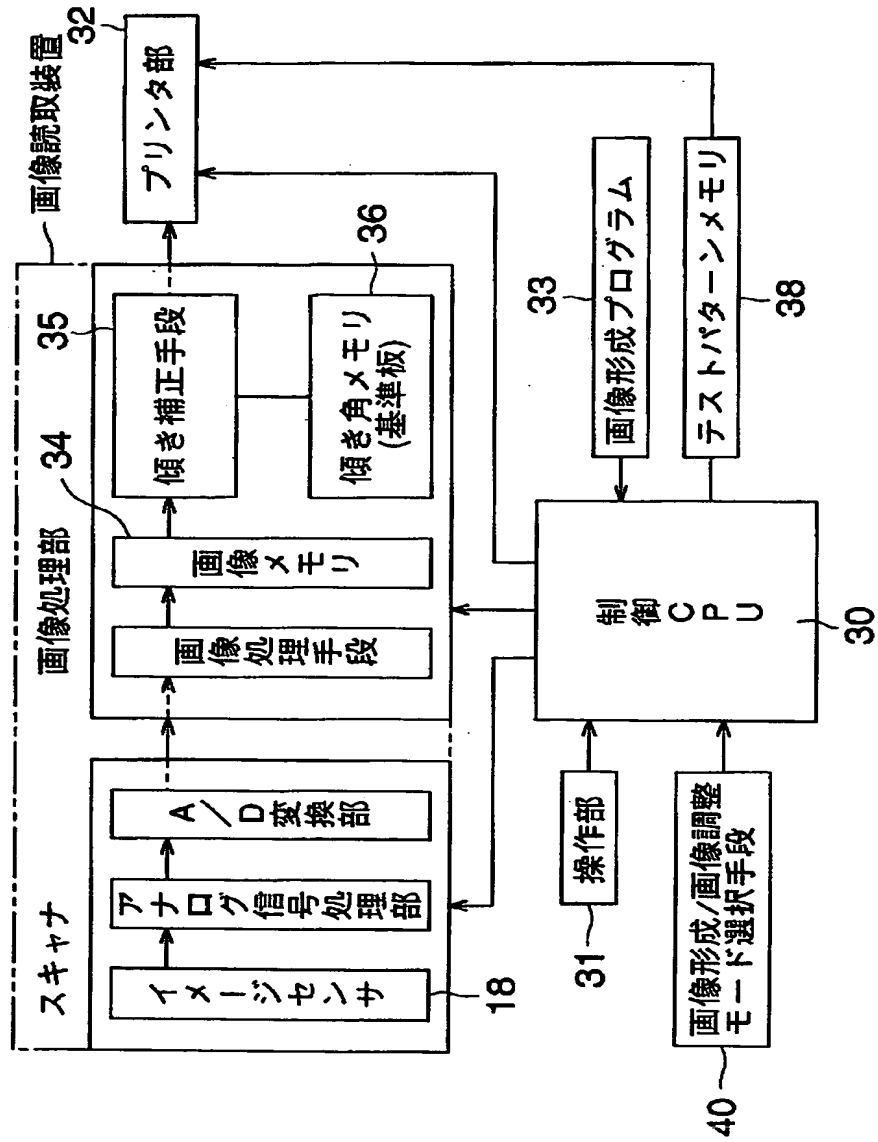 画像読取装置
スキャナ
イメージセンサ
18
アナログ信号処理部
A/D変換部
画像処理部
画像処理手段
画像メモリ
34
傾き補正手段
35
傾き角メモリ
(基準板)
36
プリンタ部
32
操作部
31
画像形成/画像調整
モード選択手段
40
制御CPU
30
画像形成プログラム
33
テストパターンメモリ
38